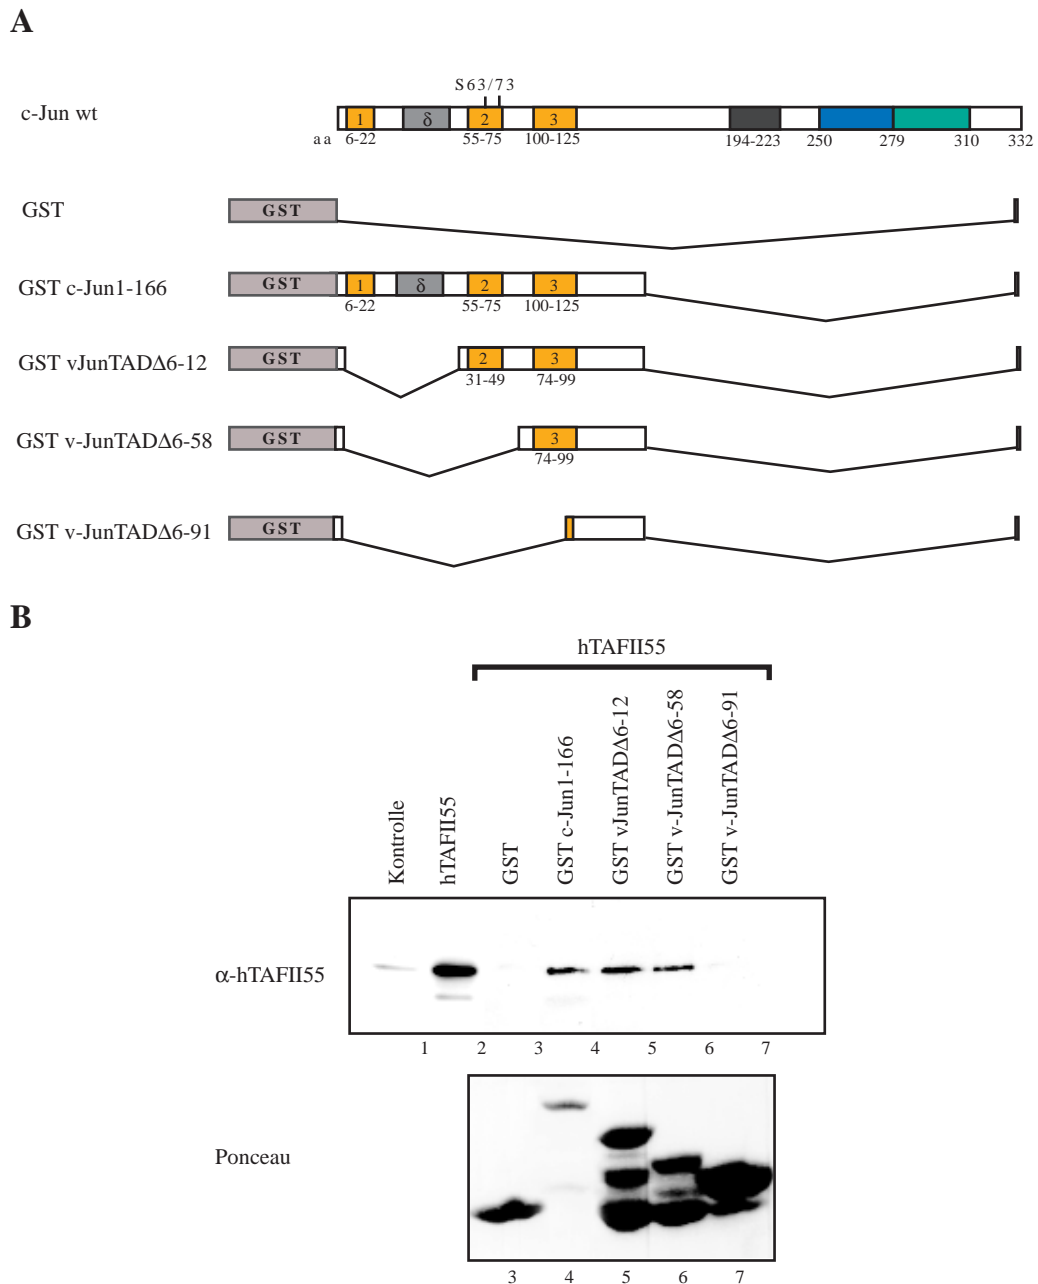 A
S63/73
c-Jun wt
1 δ 2 3
aa 6-22 55-75 100-125 194-223 250 279 310 332
GST
GST
GST c-Jun1-166
GST 1 δ 2 3
6-22 55-75 100-125
GST vJunTADΔ6-12
GST 2 3
31-49 74-99
GST v-JunTADΔ6-58
GST 3
74-99
GST v-JunTADΔ6-91
GST
B
hTAFII55
Kontrolle
hTAFII55
GST
GST c-Jun1-166
GST vJunTADΔ6-12
GST v-JunTADΔ6-58
GST v-JunTADΔ6-91
α-hTAFII55
1 2 3 4 5 6 7
Ponceau
3 4 5 6 7